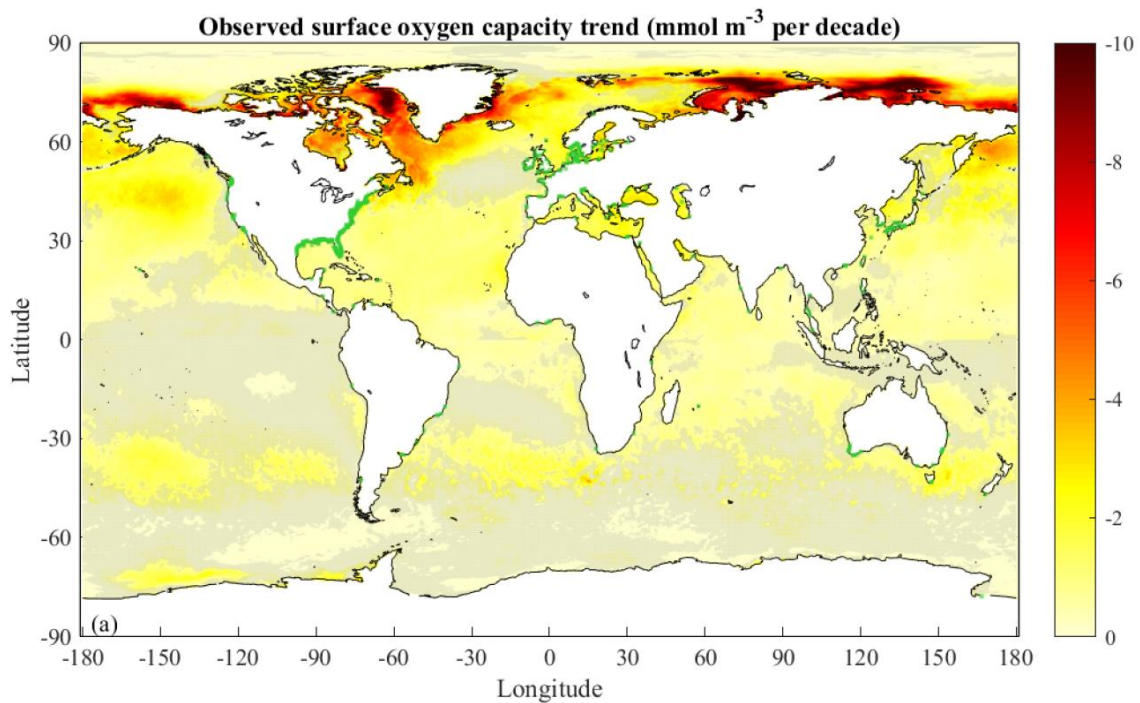 Observed surface oxygen capacity trend (mmol m⁻³ per decade)
90
60
30
0
-30
-60
-90
Latitude
(a)
-180 -150 -120 -90 -60 -30 0 30 60 90 120 150 180
Longitude
-10
-8
-6
-4
-2
0